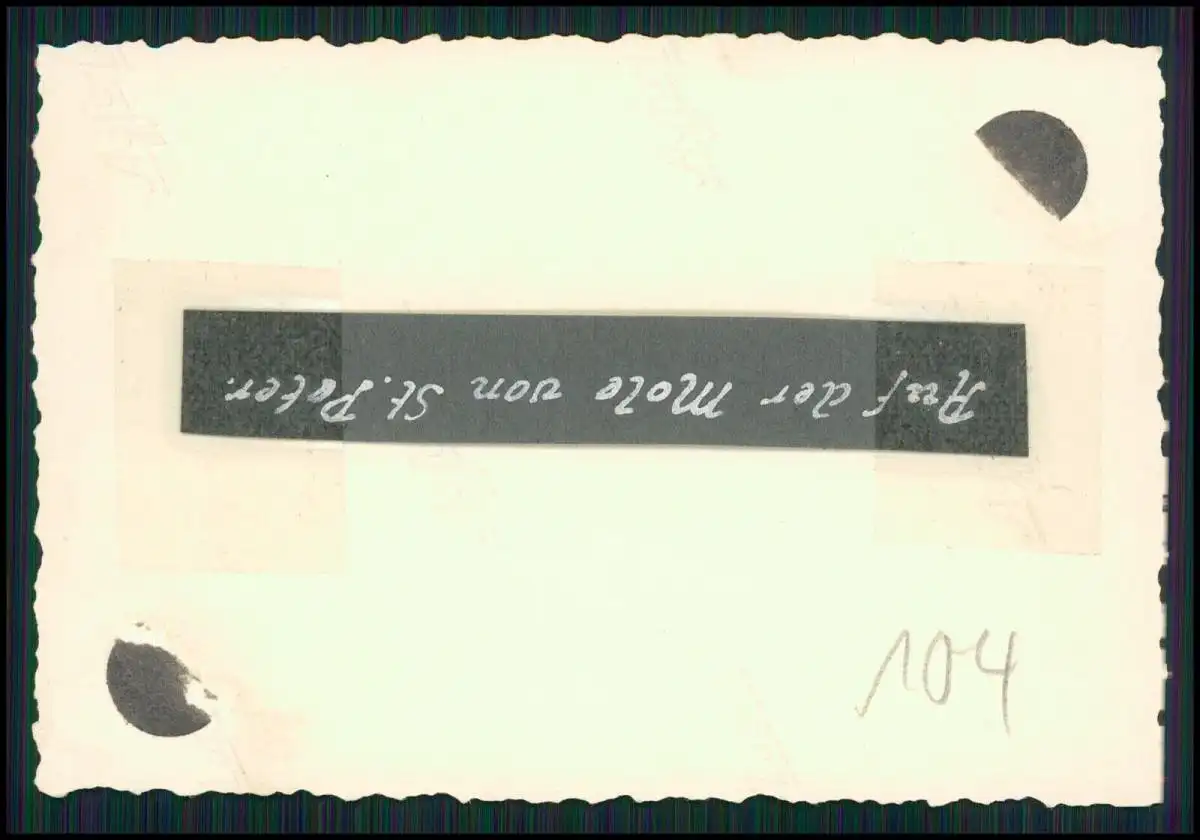 Auf der Mole von St. Peter.
104